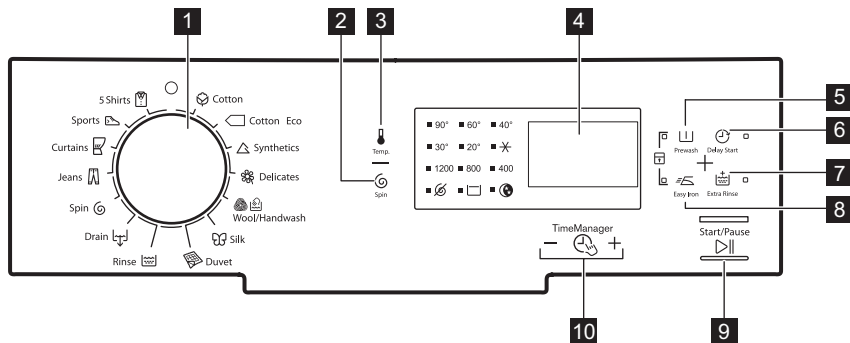 1
2
3
4
5
6
7
8
9
10
5 Shirts
Sports
Curtains
Jeans
Spin
Drain
Rinse
Cotton
Cotton Eco
Synthetics
Delicates
Wool/Handwash
Silk
Duvet
Temp.
Spin
90° 60° 40°
30° 20°
1200 800 400
TimeManager
− +
Prewash
Delay Start
Easy Iron
Extra Rinse
Start/Pause